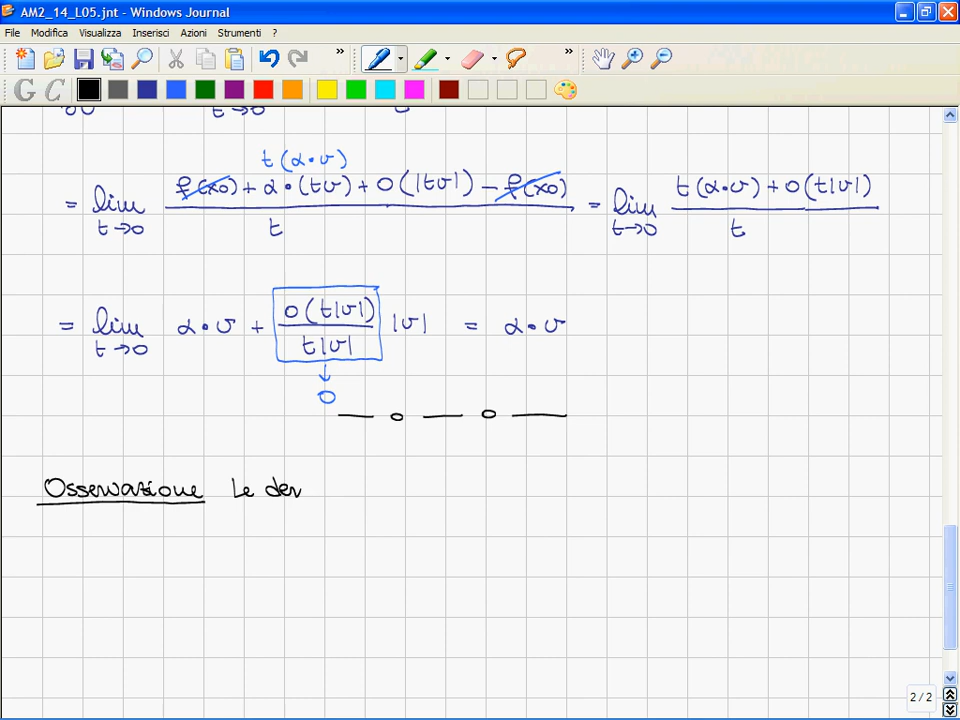 AM2_14_L05.jnt - Windows Journal
File Modifica Visualizza Inserisci Azioni Strumenti ?
G C
t→0
t(α•v)
= lim t→0 f(x0) + α•(tv) + o(|tv|) − f(x0) / t = lim t→0 t(α•v) + o(t|v|) / t
= lim t→0 α•v + o(t|v|) / t|v| |v| = α•v
↓
0
Osservazione Le der
2 / 2